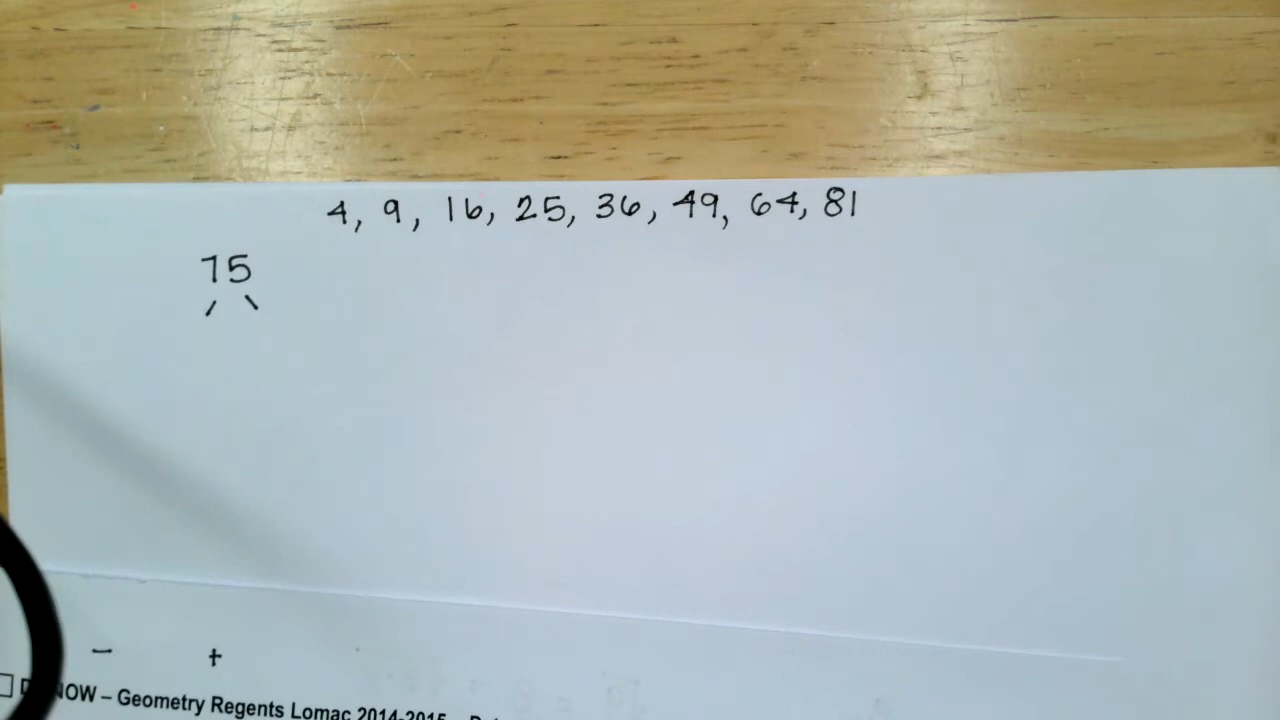 4, 9, 16, 25, 36, 49, 64, 81
75
− +
NOW – Geometry Regents Lomac 2014-2015